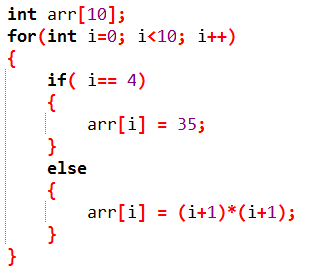 int arr[10];
for(int i=0; i<10; i++)
{
    if( i== 4)
    {
        arr[i] = 35;
    }
    else
    {
        arr[i] = (i+1)*(i+1);
    }
}